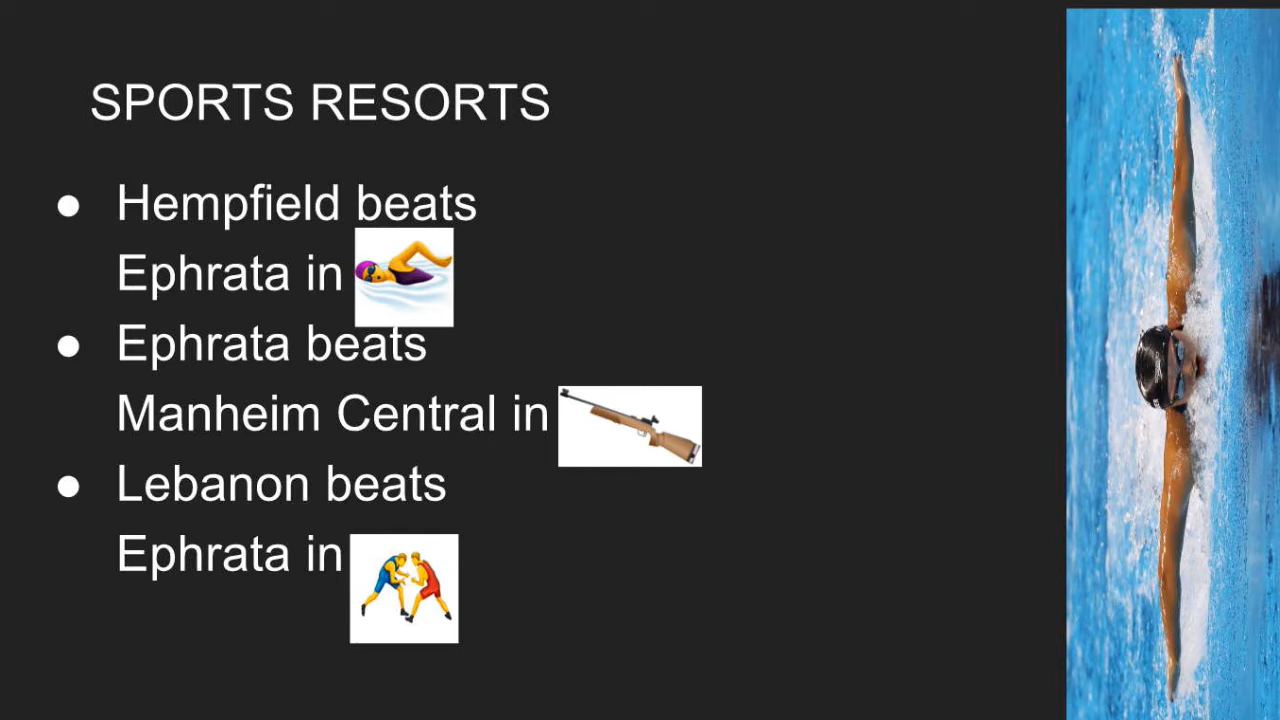 SPORTS RESORTS
● Hempfield beats
Ephrata in
● Ephrata beats
Manheim Central in
● Lebanon beats
Ephrata in